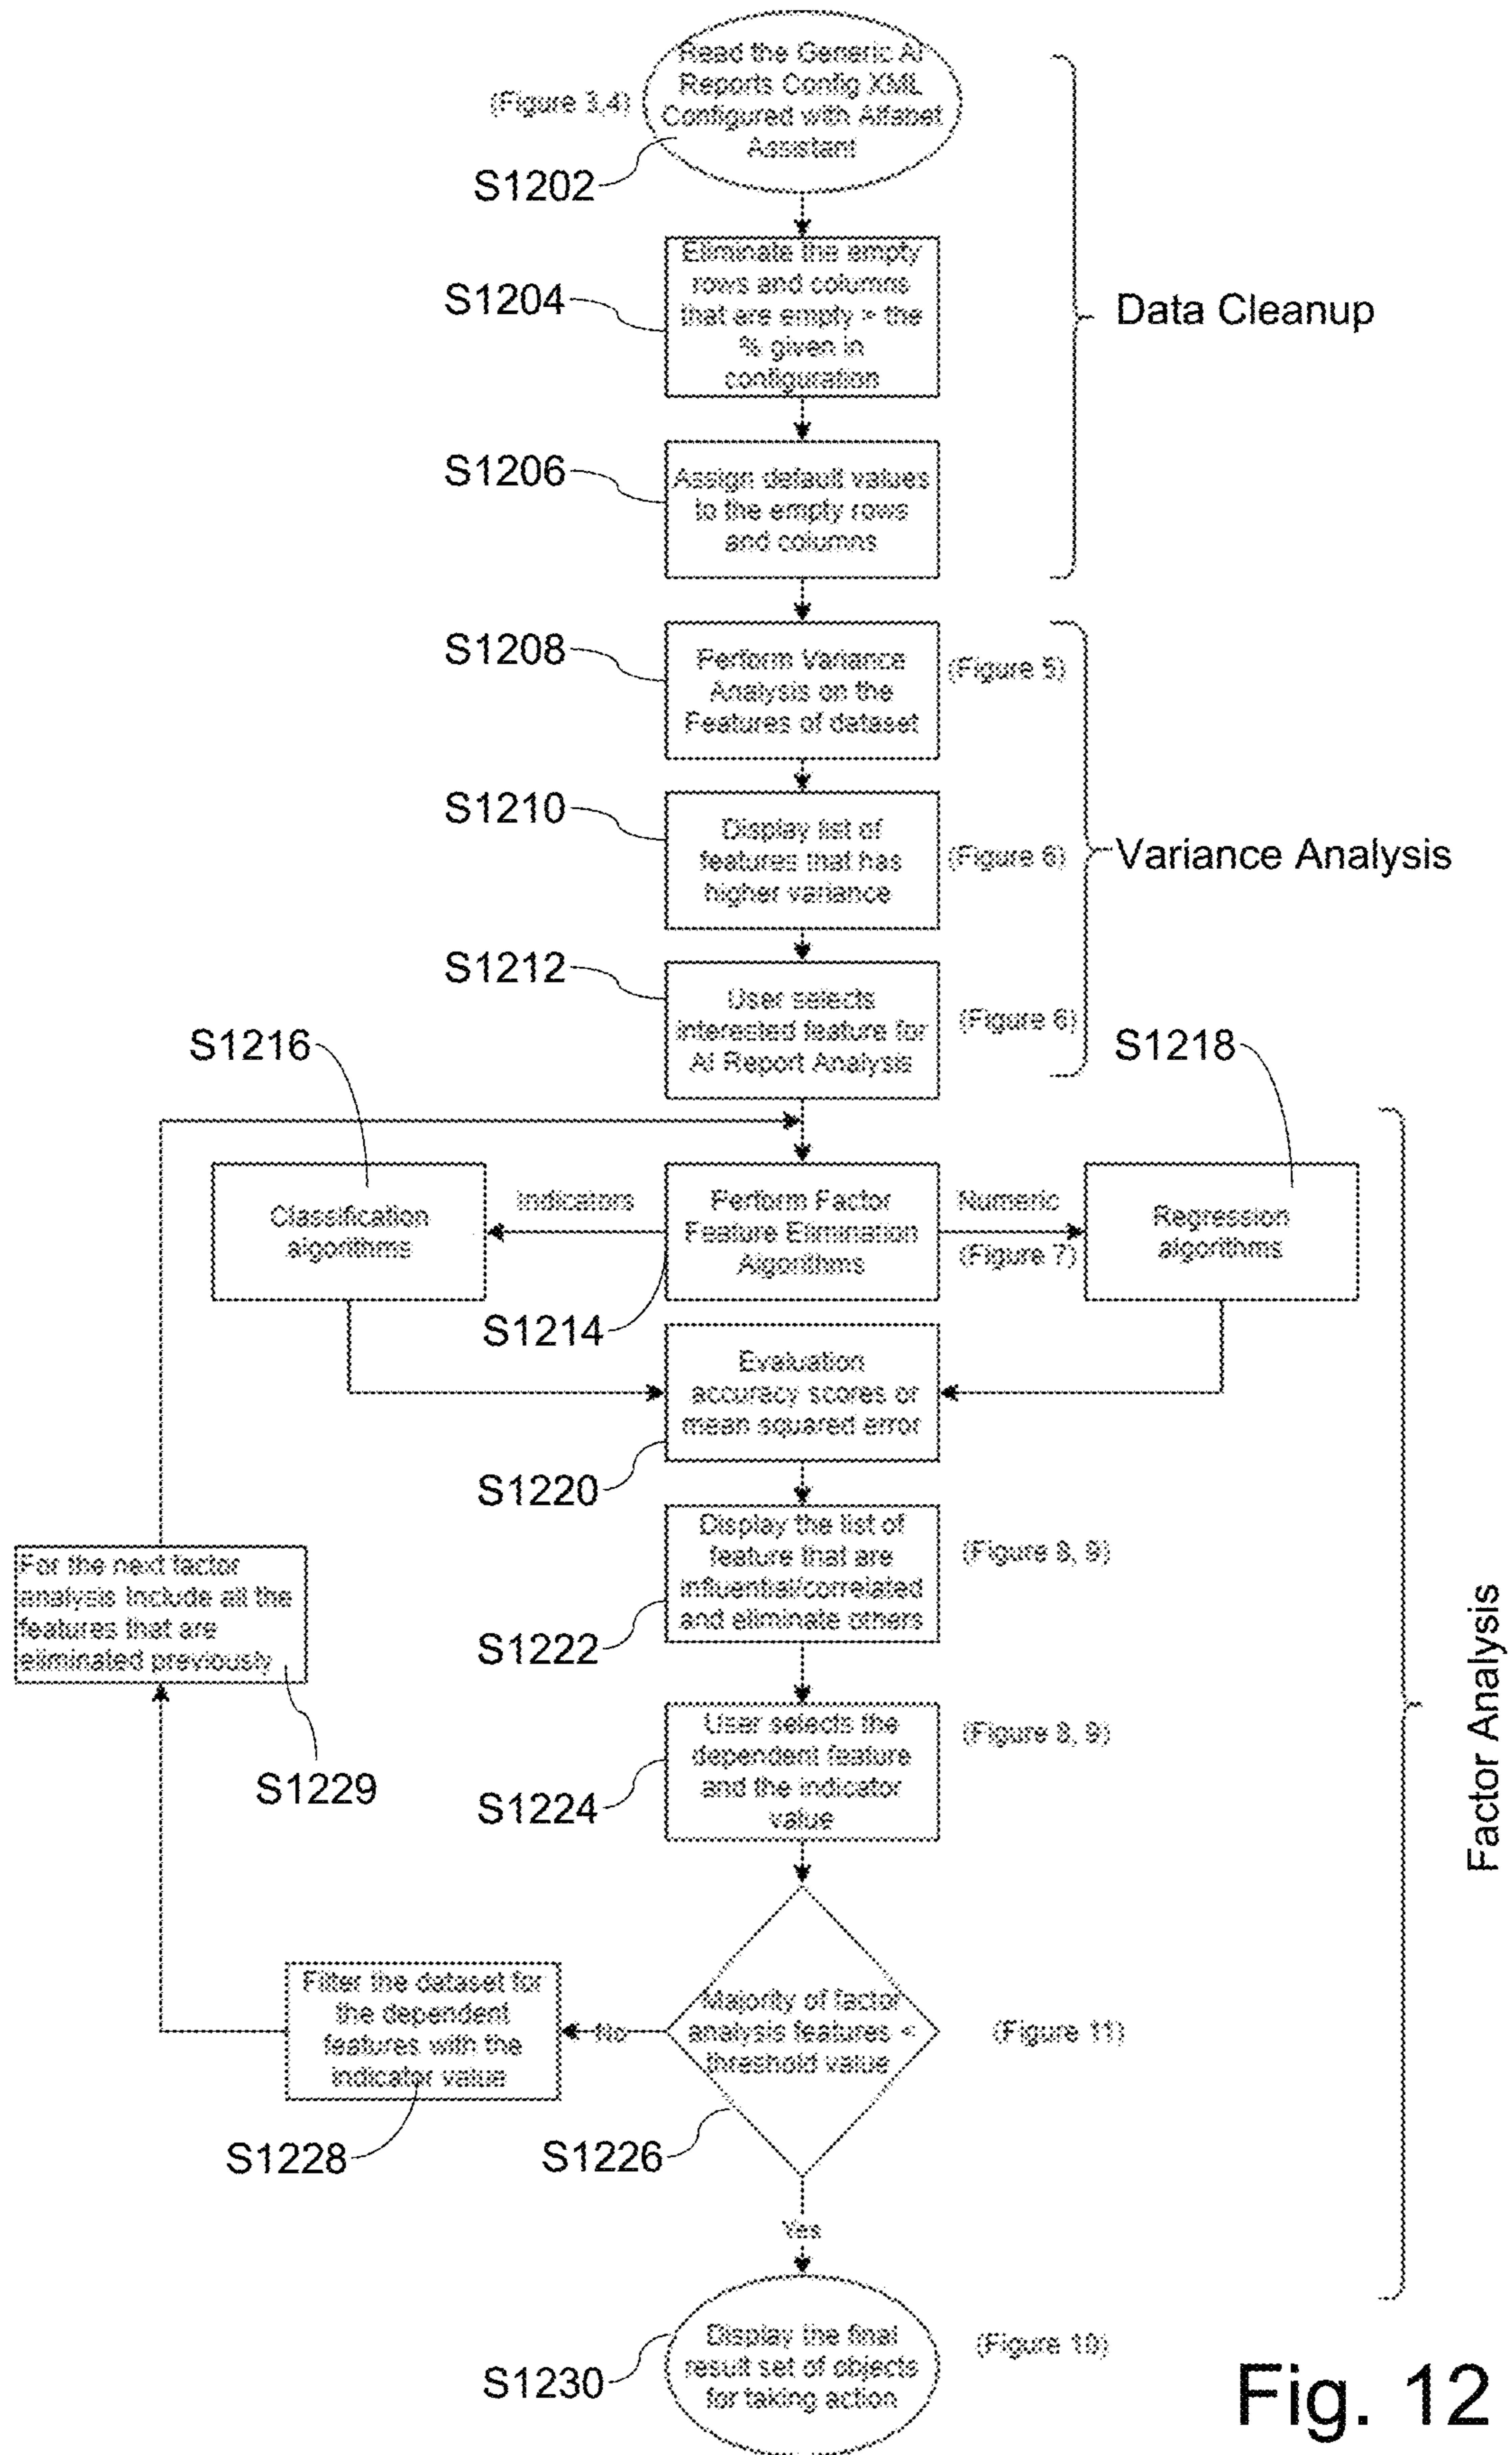 Read the Generic AI
Reports Config XML
Configured with Alfabet
Assistant
(Figure 3,4)
S1202
Eliminate the empty
rows and columns
that are empty > the
% given in
configuration
S1204
Data Cleanup
S1206
Assign default values
to the empty rows
and columns
S1208
Perform Variance
Analysis on the
Features of dataset
(Figure 5)
S1210
Display list of
features that has
higher variance
(Figure 6)
Variance Analysis
S1212
User selects
interested feature for
AI Report Analysis
(Figure 6)
S1216
S1218
Classification
algorithms
Indicators
Perform Factor
Feature Elimination
Algorithms
Numeric
(Figure 7)
Regression
algorithms
S1214
Evaluation
accuracy scores or
mean squared error
S1220
Display the list of
feature that are
influential/correlated
and eliminate others
(Figure 8, 9)
S1222
For the next factor
analysis include all the
features that are
eliminated previously
S1229
User selects the
dependent feature
and the indicator
value
(Figure 8, 9)
S1224
Factor Analysis
Filter the dataset for
the dependent
features with the
indicator value
No
Majority of factor
analysis features <
threshold value
(Figure 11)
S1228
S1226
Yes
Display the final
result set of objects
for taking action
(Figure 10)
S1230
Fig. 12